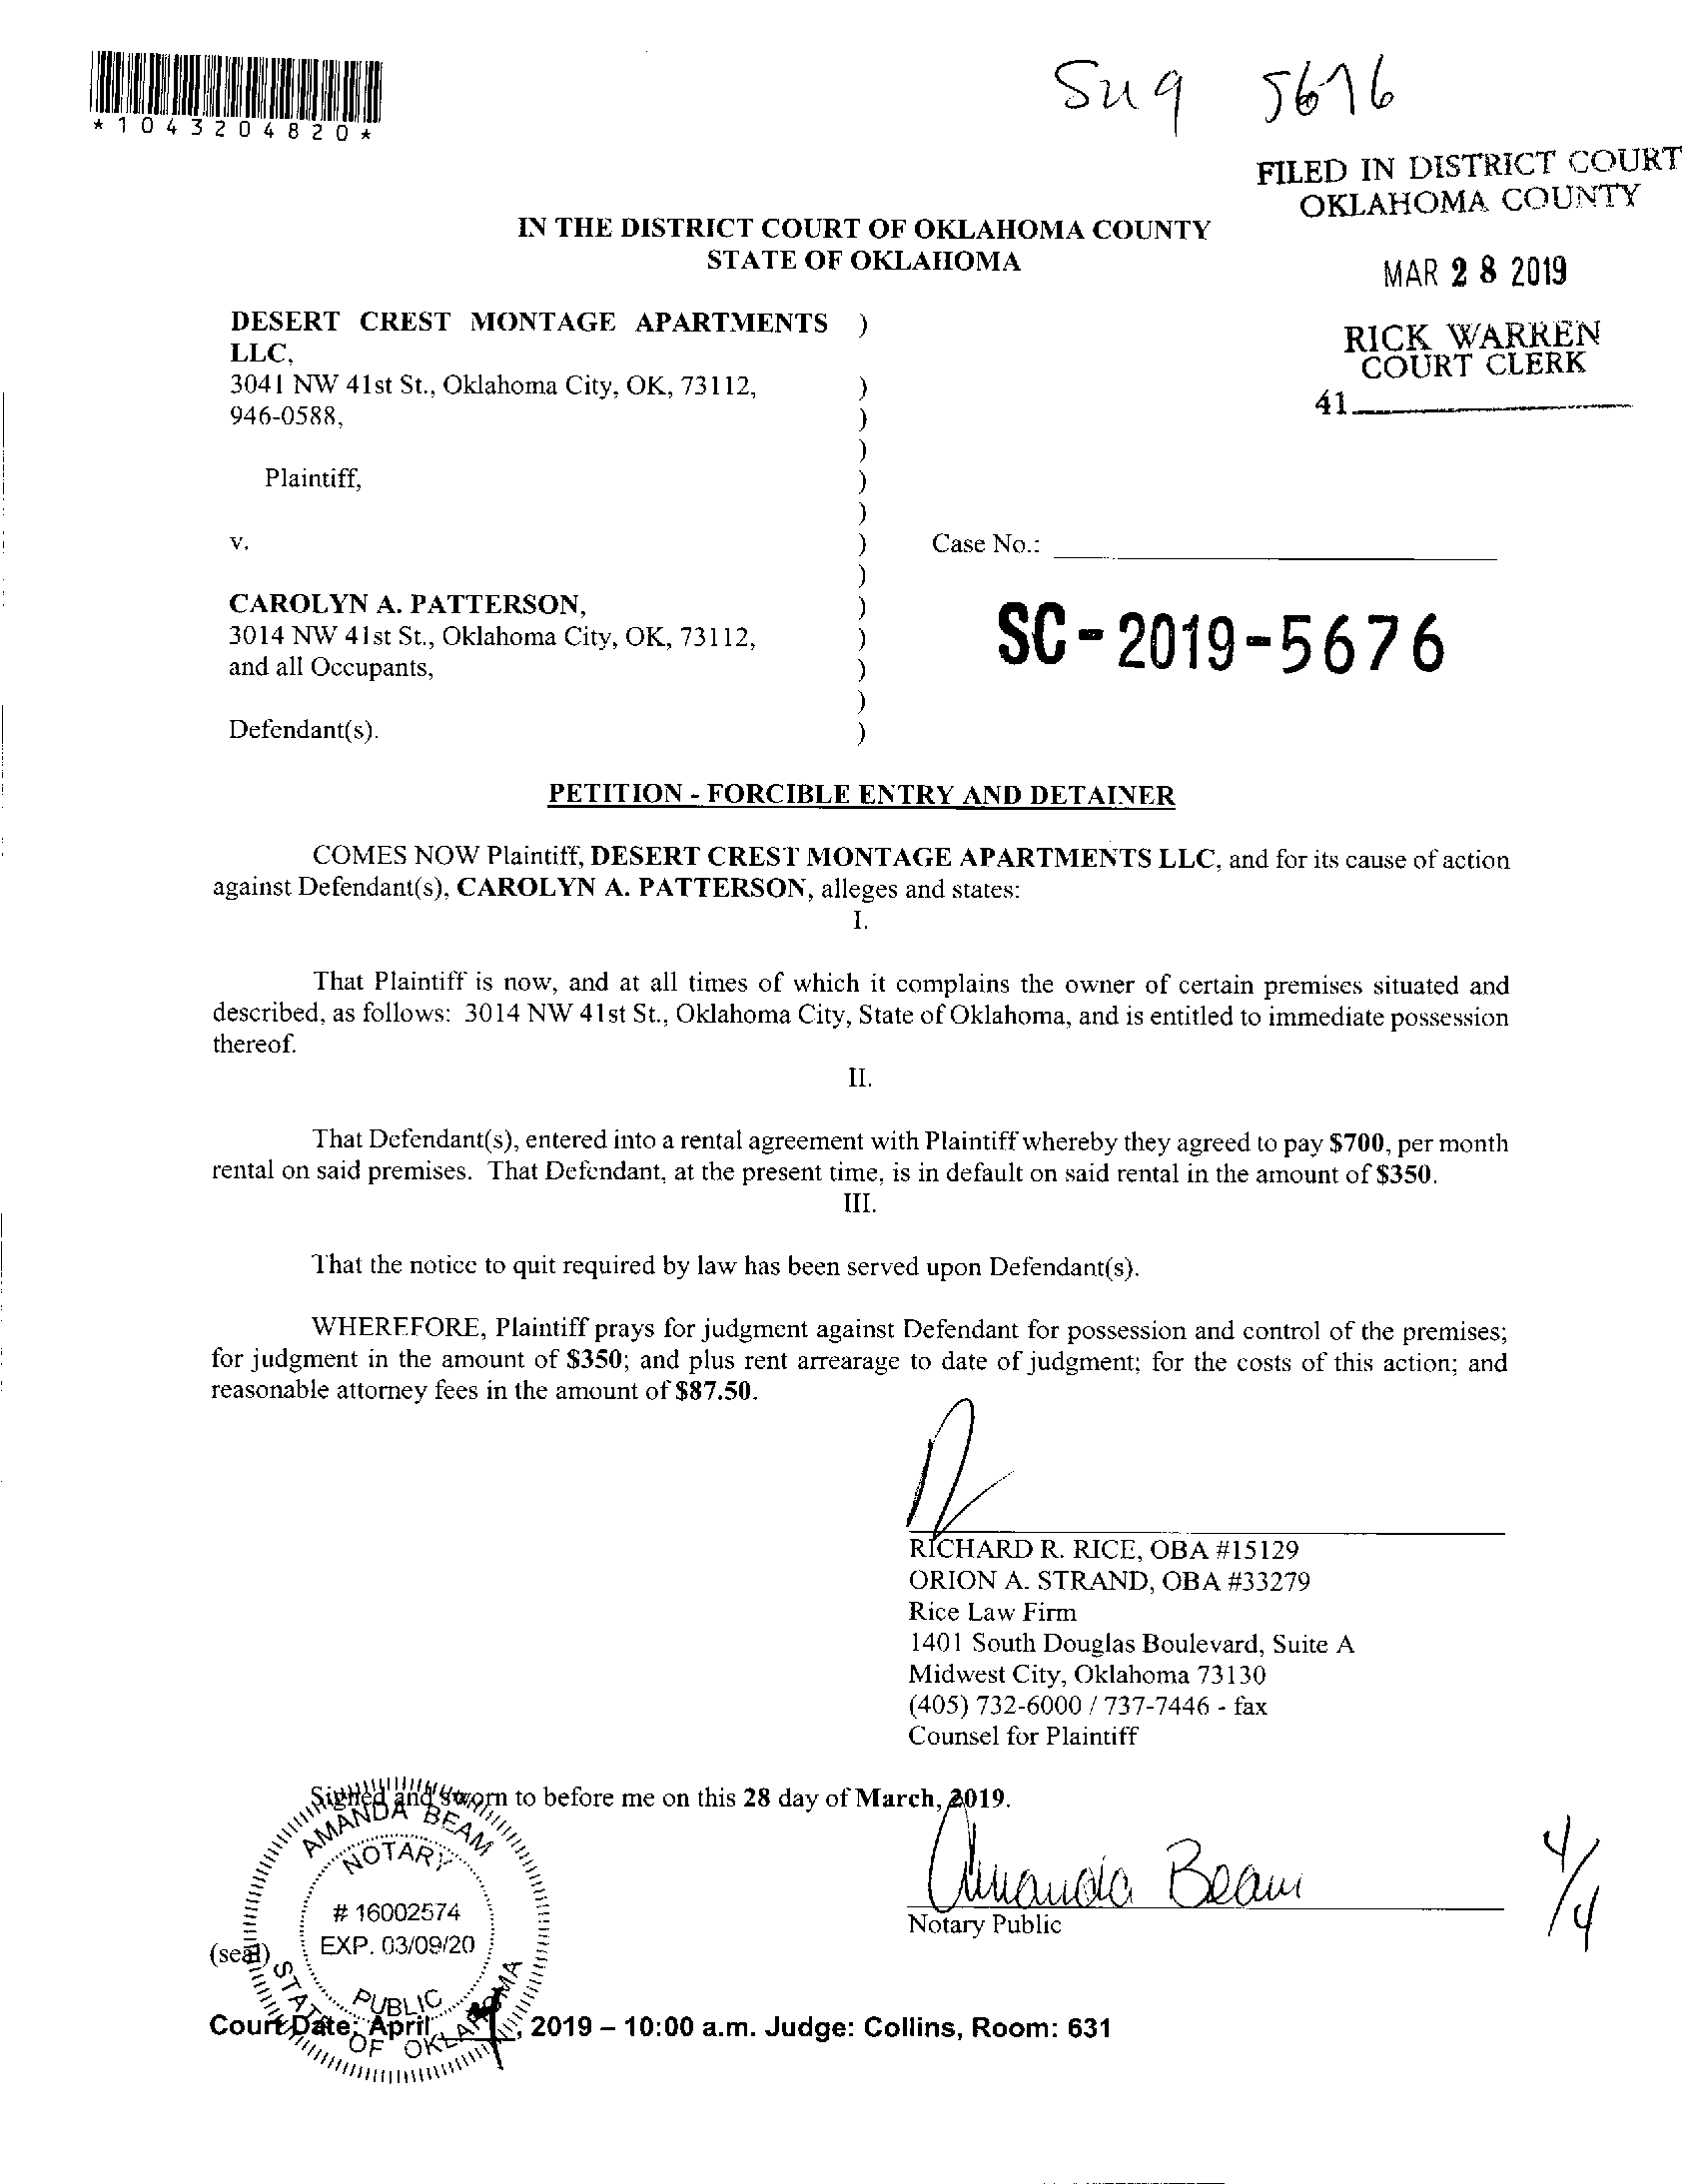 *1043204820*
5676
FILED IN DISTRICT COURT
OKLAHOMA COUNTY
MAR 28 2019
RICK WARREN
COURT CLERK
41
IN THE DISTRICT COURT OF OKLAHOMA COUNTY
STATE OF OKLAHOMA
DESERT CREST MONTAGE APARTMENTS )
LLC,
3041 NW 41st St., Oklahoma City, OK, 73112, )
946-0588, )
)
Plaintiff, )
)
v. ) Case No.:
)
CAROLYN A. PATTERSON, )
3014 NW 41st St., Oklahoma City, OK, 73112, ) SC-2019-5676
and all Occupants, )
)
Defendant(s). )
PETITION - FORCIBLE ENTRY AND DETAINER
COMES NOW Plaintiff, DESERT CREST MONTAGE APARTMENTS LLC, and for its cause of action
against Defendant(s), CAROLYN A. PATTERSON, alleges and states:
I.
That Plaintiff is now, and at all times of which it complains the owner of certain premises situated and
described, as follows: 3014 NW 41st St., Oklahoma City, State of Oklahoma, and is entitled to immediate possession
thereof.
II.
That Defendant(s), entered into a rental agreement with Plaintiff whereby they agreed to pay $700, per month
rental on said premises. That Defendant, at the present time, is in default on said rental in the amount of $350.
III.
That the notice to quit required by law has been served upon Defendant(s).
WHEREFORE, Plaintiff prays for judgment against Defendant for possession and control of the premises;
for judgment in the amount of $350; and plus rent arrearage to date of judgment; for the costs of this action; and
reasonable attorney fees in the amount of $87.50.
RICHARD R. RICE, OBA #15129
ORION A. STRAND, OBA #33279
Rice Law Firm
1401 South Douglas Boulevard, Suite A
Midwest City, Oklahoma 73130
(405) 732-6000 / 737-7446 - fax
Counsel for Plaintiff
Signed and sworn to before me on this 28 day of March, 2019.
AMANDA BEAM
NOTARY
# 16002574
EXP. 03/09/20
PUBLIC
STATE OF OKLAHOMA
Amanda Beam
Notary Public
4/4
(seal)
Court Date: April 4, 2019 – 10:00 a.m. Judge: Collins, Room: 631